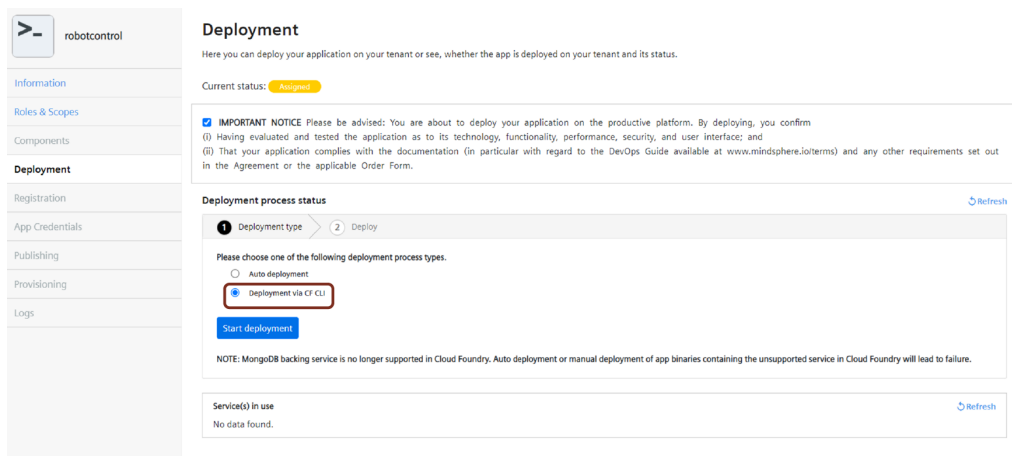 >_
robotcontrol
Information
Roles & Scopes
Components
Deployment
Registration
App Credentials
Publishing
Provisioning
Logs
Deployment
Here you can deploy your application on your tenant or see, whether the app is deployed on your tenant and its status.
Current status: Assigned
IMPORTANT NOTICE Please be advised: You are about to deploy your application on the productive platform. By deploying, you confirm
(i) Having evaluated and tested the application as to its technology, functionality, performance, security, and user interface; and
(ii) That your application complies with the documentation (in particular with regard to the DevOps Guide available at www.mindsphere.io/terms) and any other requirements set out
in the Agreement or the applicable Order Form.
Deployment process status
Refresh
1 Deployment type 2 Deploy
Please choose one of the following deployment process types.
Auto deployment
Deployment via CF CLI
Start deployment
NOTE: MongoDB backing service is no longer supported in Cloud Foundry. Auto deployment or manual deployment of app binaries containing the unsupported service in Cloud Foundry will lead to failure.
Service(s) in use
Refresh
No data found.